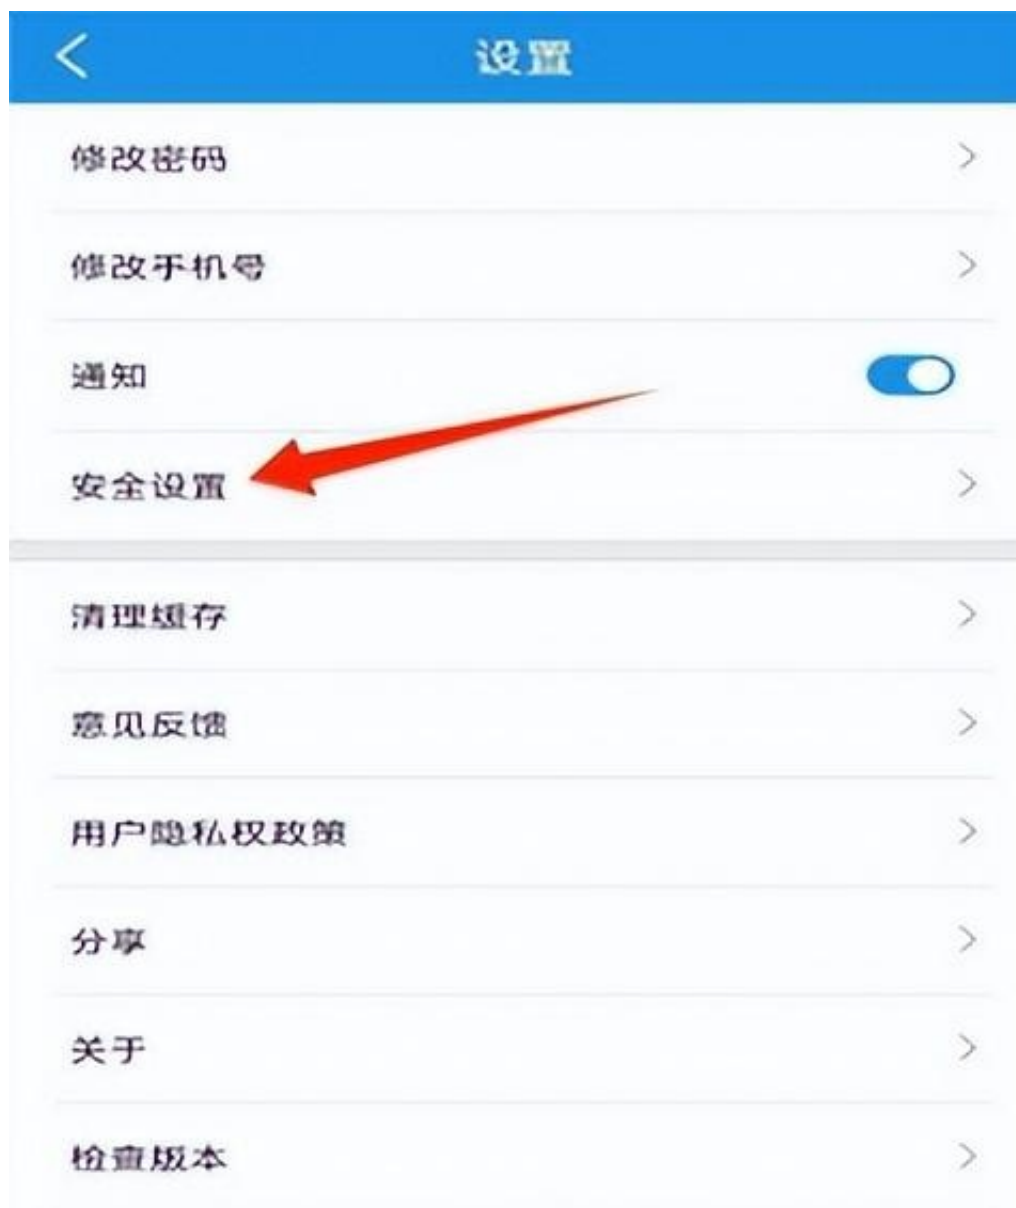 设置
修改密码
修改手机号
通知
安全设置
清理缓存
意见反馈
用户隐私权政策
分享
关于
检查版本